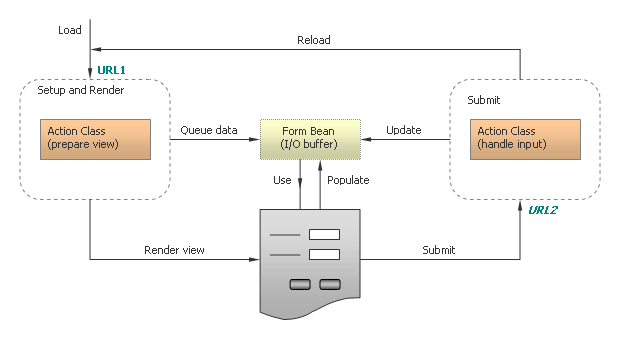 Load
Reload
URL1
Setup and Render
Submit
Action Class
(prepare view)
Queue data
Form Bean
(I/O buffer)
Update
Action Class
(handle input)
Use
Populate
URL2
Render view
Submit